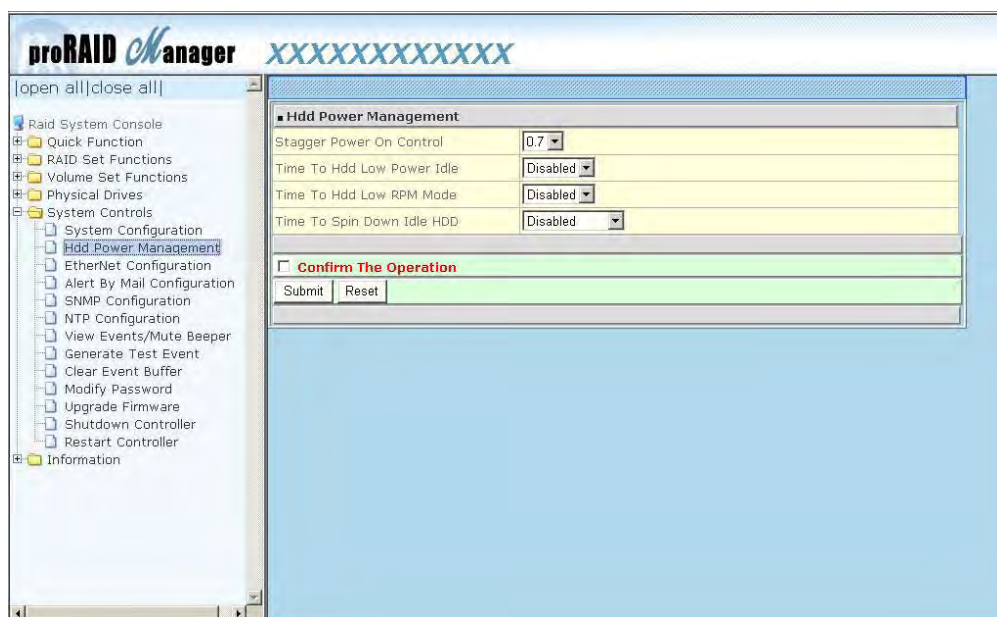 proRAID Manager XXXXXXXXXXXX
|open all|close all|
Raid System Console
Quick Function
RAID Set Functions
Volume Set Functions
Physical Drives
System Controls
System Configuration
Hdd Power Management
EtherNet Configuration
Alert By Mail Configuration
SNMP Configuration
NTP Configuration
View Events/Mute Beeper
Generate Test Event
Clear Event Buffer
Modify Password
Upgrade Firmware
Shutdown Controller
Restart Controller
Information
Hdd Power Management
Stagger Power On Control 0.7
Time To Hdd Low Power Idle Disabled
Time To Hdd Low RPM Mode Disabled
Time To Spin Down Idle HDD Disabled
Confirm The Operation
Submit Reset